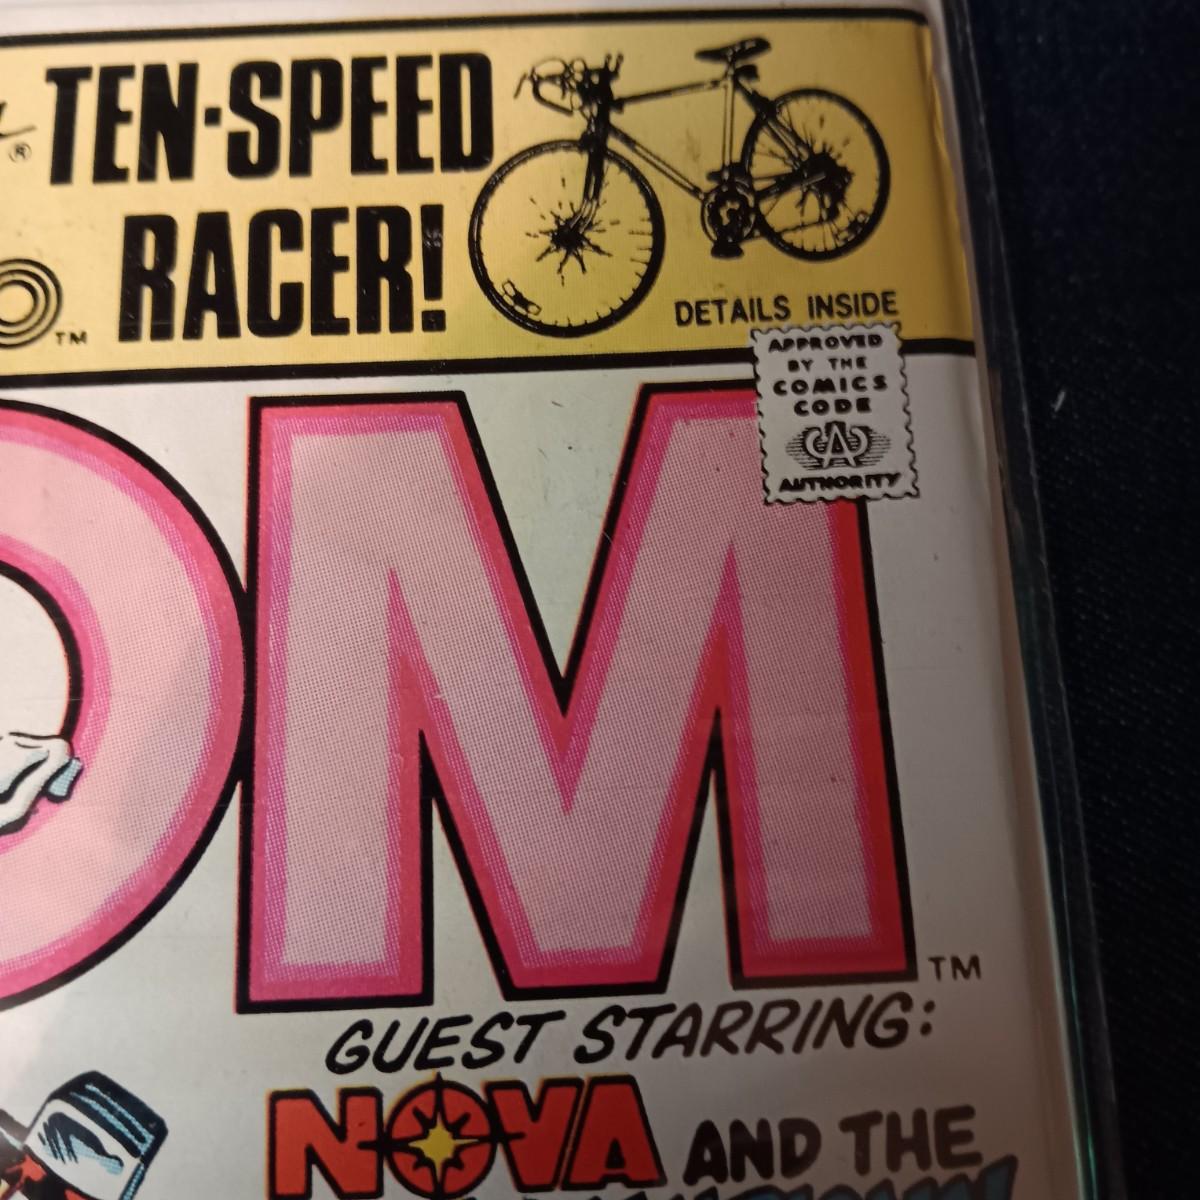 ® TEN-SPEED
RACER!
TM
DETAILS INSIDE
APPROVED
BY THE
COMICS
CODE
CA
AUTHORITY
OM
TM
GUEST STARRING:
NOVA AND THE